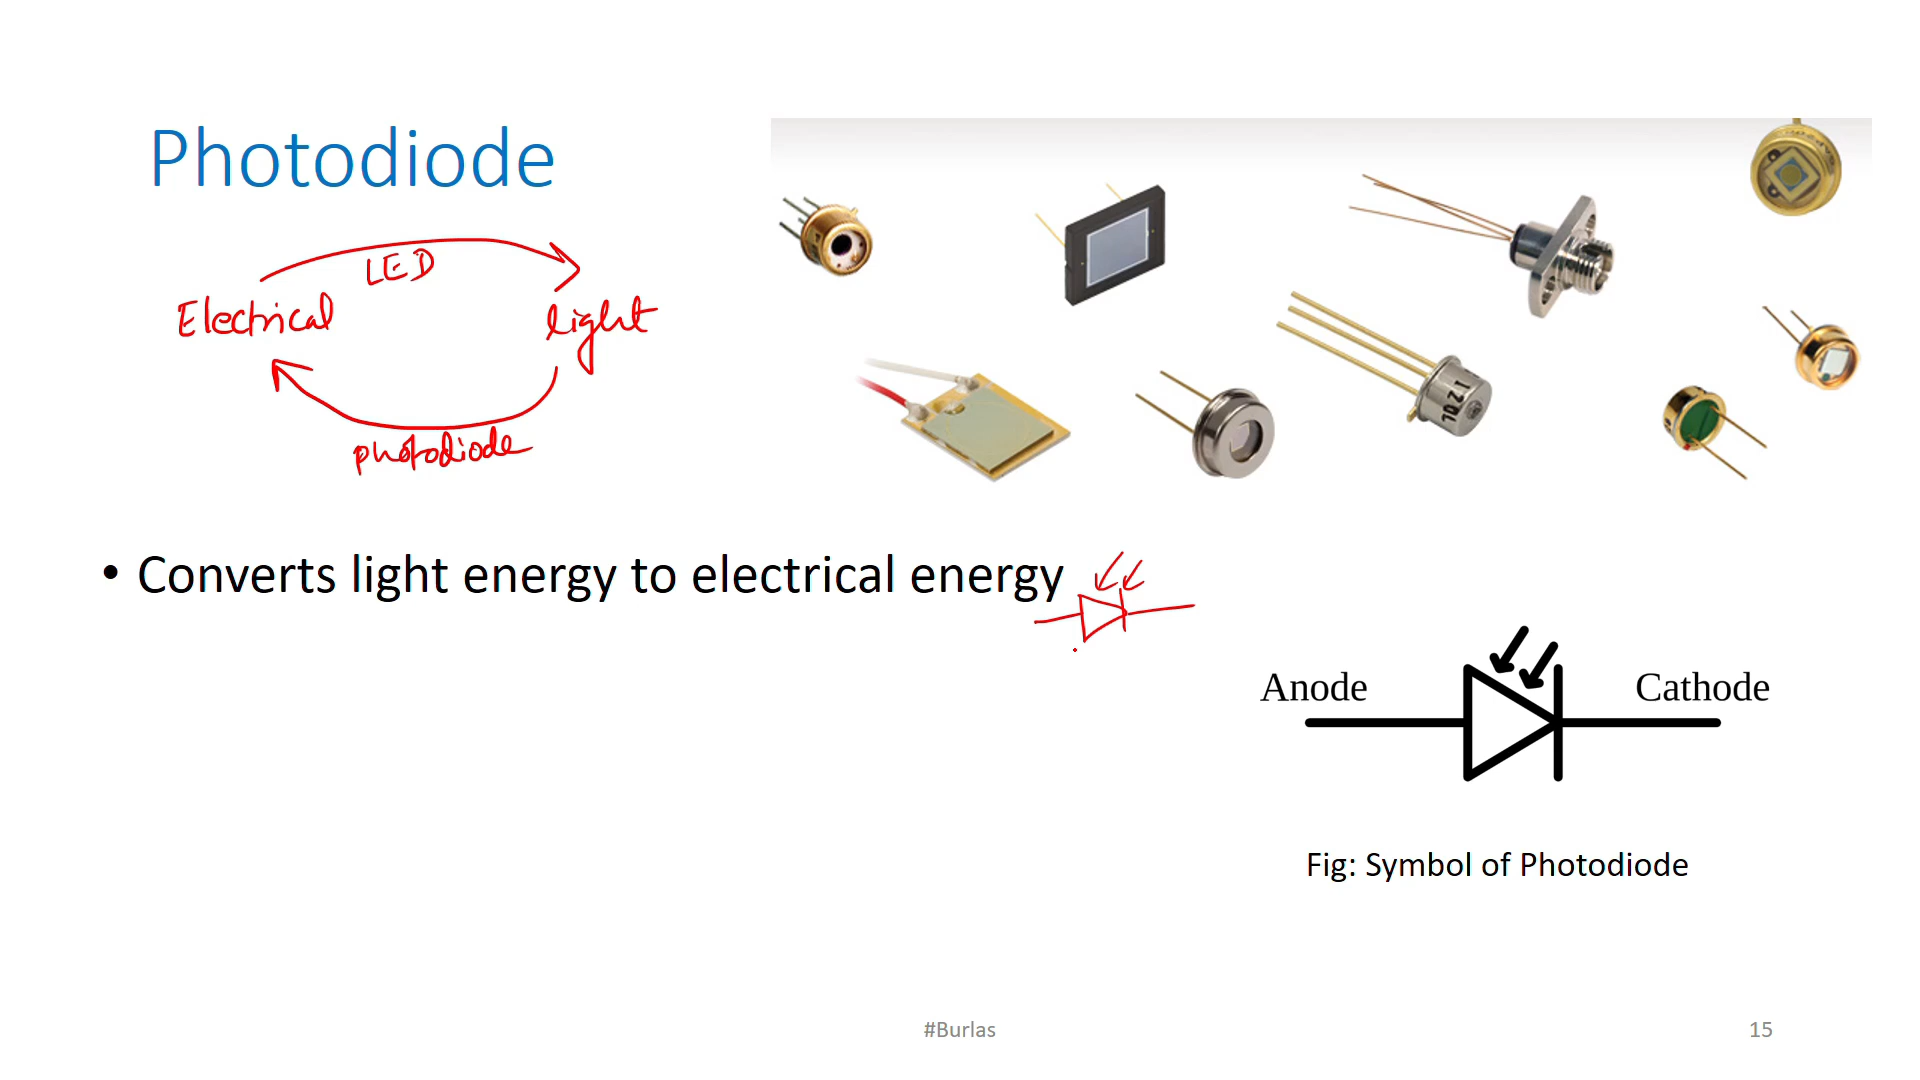 Photodiode
LED
Electrical
light
photodiode
• Converts light energy to electrical energy
Anode
Cathode
Fig: Symbol of Photodiode
#Burlas
15